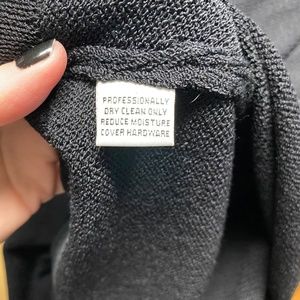 PROFESSIONALLY
DRY CLEAN ONLY
REDUCE MOISTURE
COVER HARDWARE